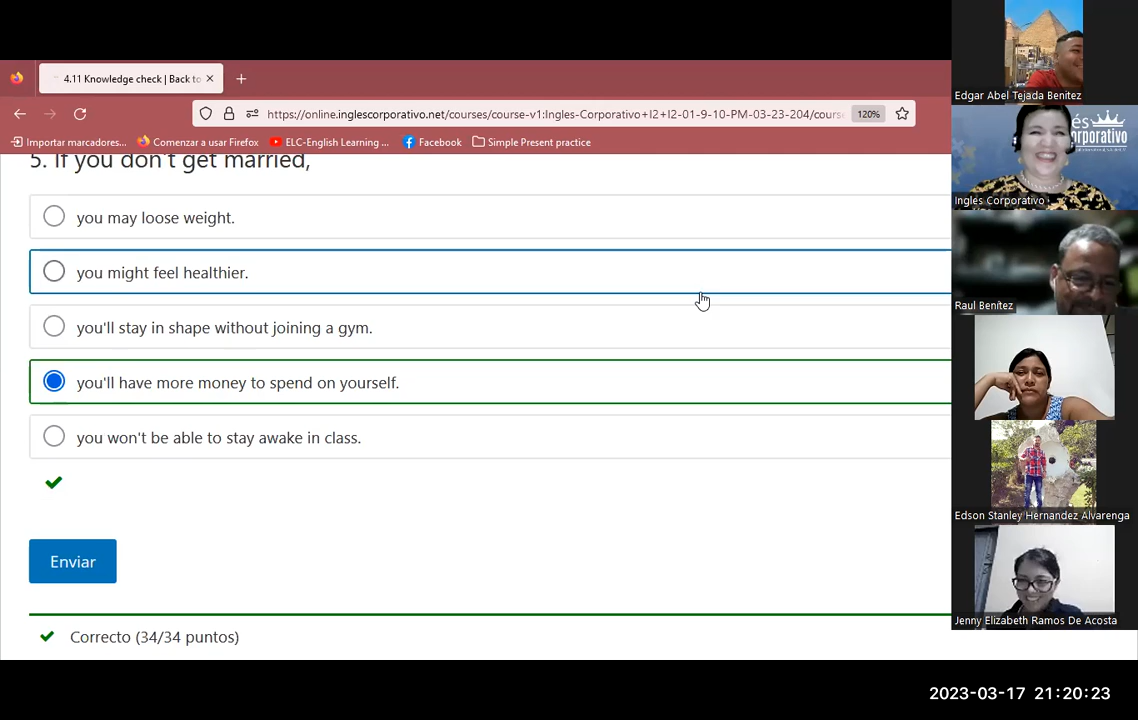 4.11 Knowledge check | Back to
https://online.inglescorporativo.net/courses/course-v1:Ingles-Corporativo+I2+I2-01-9-10-PM-03-23-204/cours
120%
Importar marcadores...
Comenzar a usar Firefox
ELC-English Learning ...
Facebook
Simple Present practice
5. If you don't get married,
you may loose weight.
you might feel healthier.
you'll stay in shape without joining a gym.
you'll have more money to spend on yourself.
you won't be able to stay awake in class.
Enviar
Correcto (34/34 puntos)
Edgar Abel Tejada Benitez
és
orporativo
Ingles Corporativo
Raul Benítez
Edson Stanley Hernandez Alvarenga
Jenny Elizabeth Ramos De Acosta
2023-03-17 21:20:23